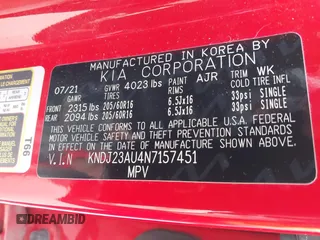 MANUFACTURED IN KOREA BY
KIA CORPORATION
07/21 GVWR 4023 lbs PAINT AJR TRIM WK
GAWR TIRES RIMS COLD TIRE INFL
FRONT 2315 lbs 205/60R16 6.5Jx16 33psi SINGLE
REAR 2094 lbs 205/60R16 6.5Jx16 33psi SINGLE
THIS VEHICLE CONFORMS TO ALL APPLICABLE
U.S. FEDERAL MOTOR VEHICLE SAFETY STANDARDS
IN EFFECT ON THE DATE OF MANUFACTURE SHOWN ABOVE.
V.I.N KNDJ23AU4N7157451
MPV
T66
DREAMBID